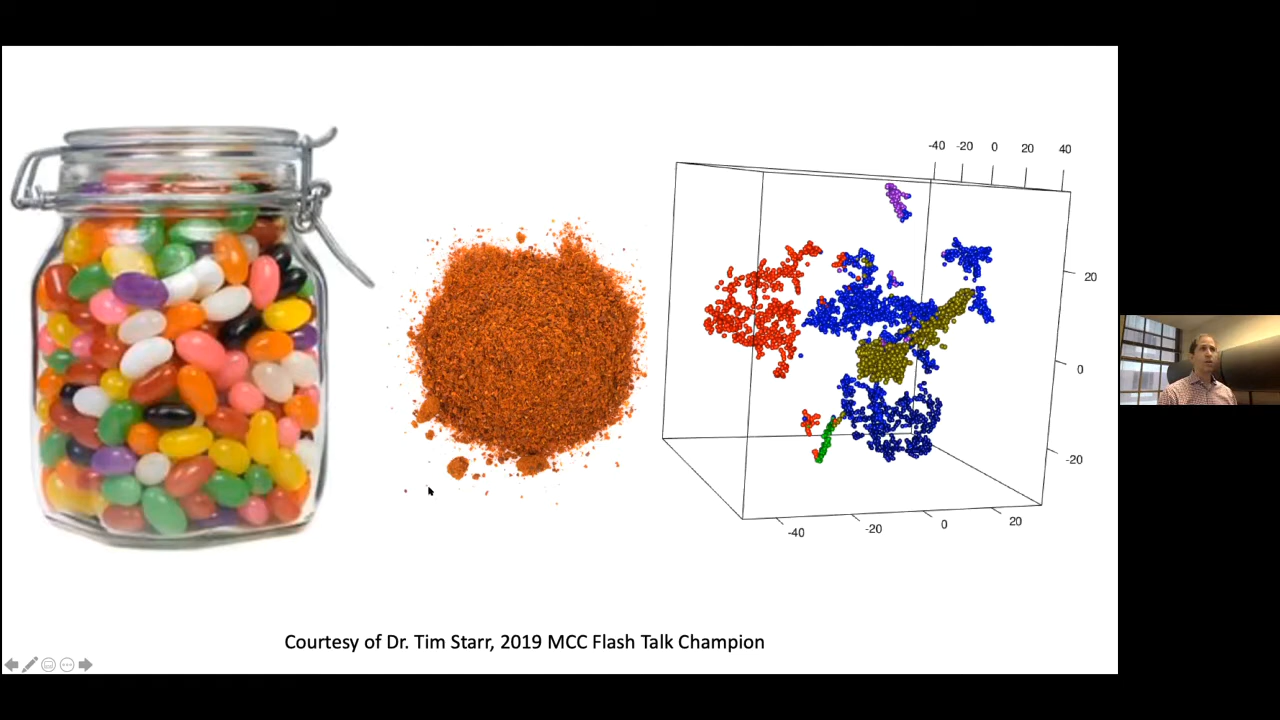 -40 -20 0 20 40
20
0
-20
-40 -20 0 20
Courtesy of Dr. Tim Starr, 2019 MCC Flash Talk Champion